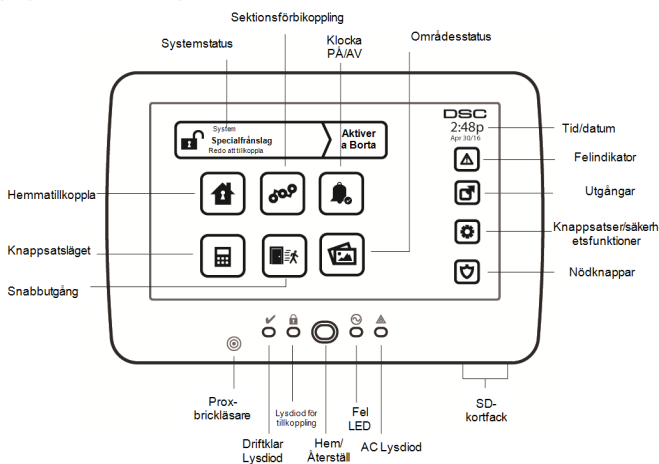 Sektionsförbikoppling
Systemstatus
Klocka
PÅ/AV
Områdesstatus
DSC
System
Specialfrånslag
Redo att tillkoppla
Aktiver
a Borta
2:48p
Apr 30/16
Tid/datum
Felindikator
Hemmatillkoppla
Utgångar
Knappsatser/säkerh
etsfunktioner
Knappsatsläget
Nödknappar
Snabbutgång
Prox-
brickläsare
Lysdiod för
tillkoppling
Fel
LED
SD-
kortfack
Driftklar
Lysdiod
Hem/
Återställ
AC Lysdiod